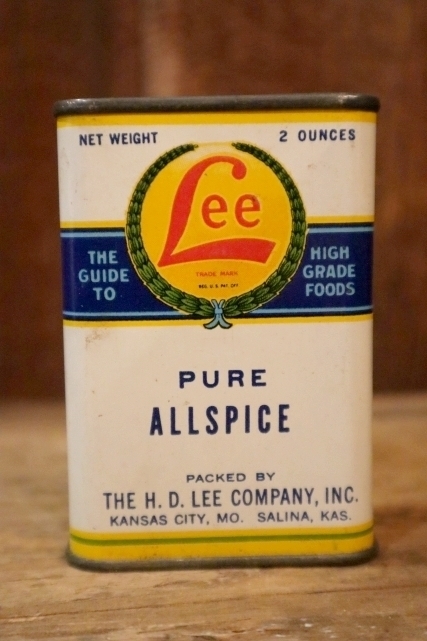 NET WEIGHT 2 OUNCES
Lee
TRADE MARK
REG. U.S. PAT. OFF.
THE GUIDE TO
HIGH GRADE FOODS
PURE
ALLSPICE
PACKED BY
THE H. D. LEE COMPANY, INC.
KANSAS CITY, MO. SALINA, KAS.